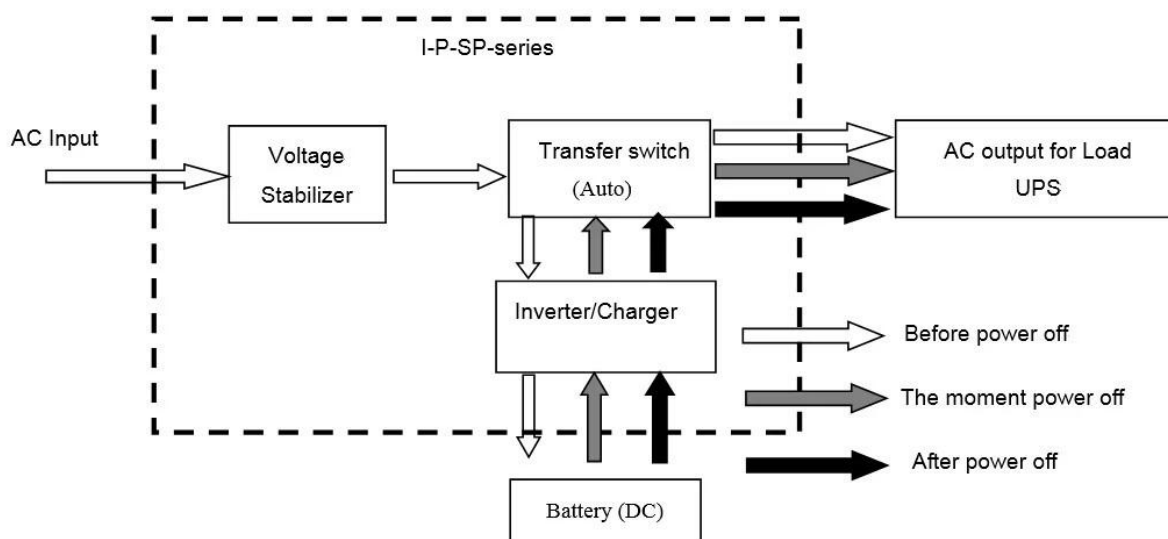 I-P-SP-series
AC Input
Voltage
Stabilizer
Transfer switch
(Auto)
AC output for Load
UPS
Inverter/Charger
Before power off
The moment power off
After power off
Battery (DC)